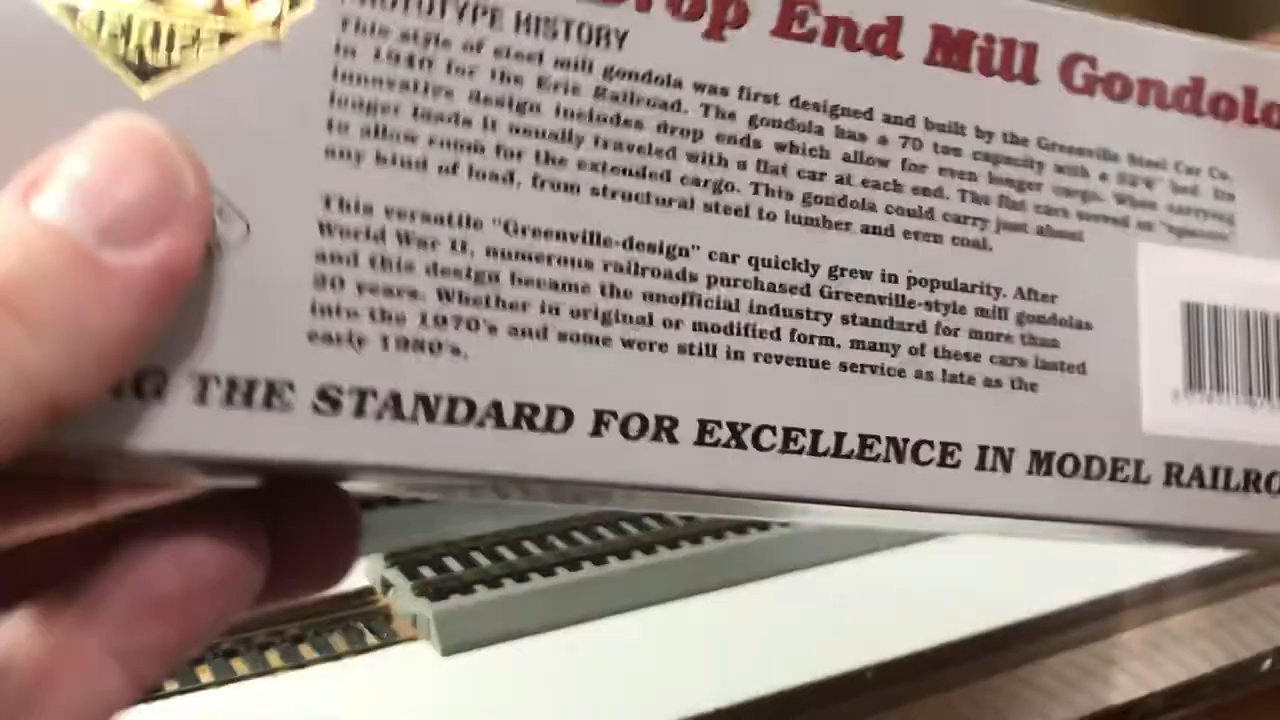 Drop End Mill Gondola
PROTOTYPE HISTORY
This style of steel mill gondola was first designed and built by the Greenville Steel Car Co.
in 1940 for the Erie Railroad. The gondola has a 70 ton capacity with a bed. Its
innovative design includes drop ends which allow for even longer cargo. When carrying
longer loads it usually traveled with a flat car at each end. The flat cars served as
to allow room for the extended cargo. This gondola could carry just about
any kind of load, from structural steel to lumber and even coal.
This versatile "Greenville-design" car quickly grew in popularity. After
World War II, numerous railroads purchased Greenville-style mill gondolas
and this design became the unofficial industry standard for more than
30 years. Whether in original or modified form, many of these cars lasted
into the 1970's and some were still in revenue service as late as the
early 1980's.
NG THE STANDARD FOR EXCELLENCE IN MODEL RAILRO